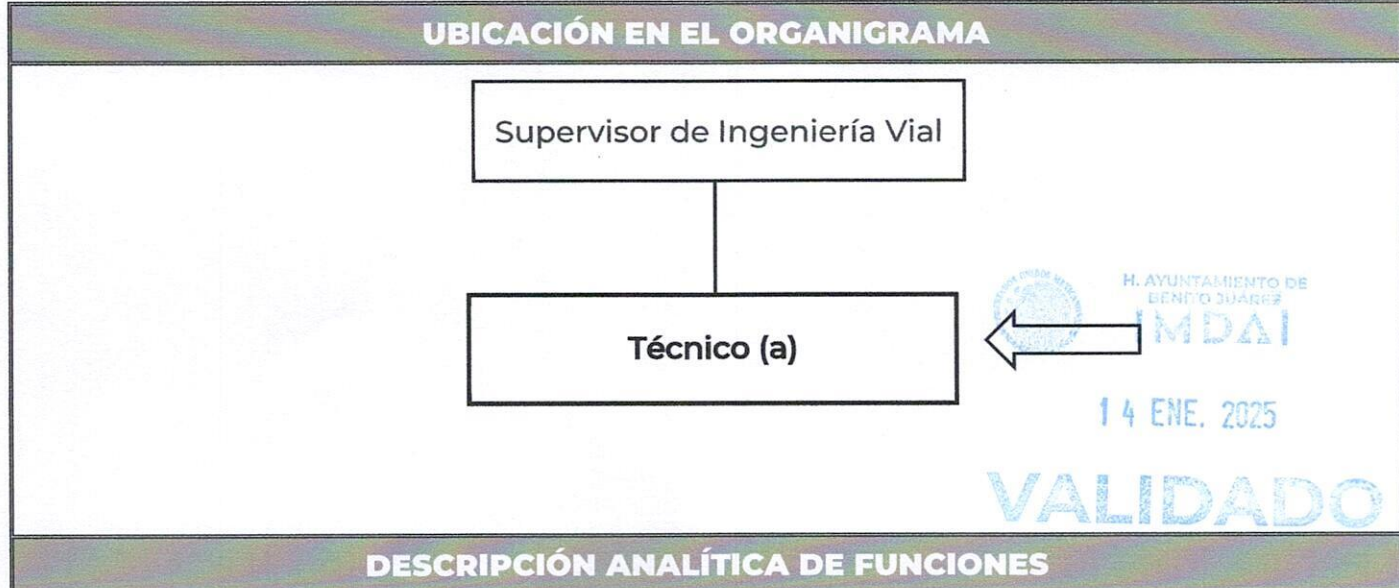 UBICACIÓN EN EL ORGANIGRAMA
Supervisor de Ingeniería Vial
Técnico (a)
H. AYUNTAMIENTO DE
BENITO JUÁREZ
IMDAI
14 ENE. 2025
VALIDADO
DESCRIPCIÓN ANALÍTICA DE FUNCIONES